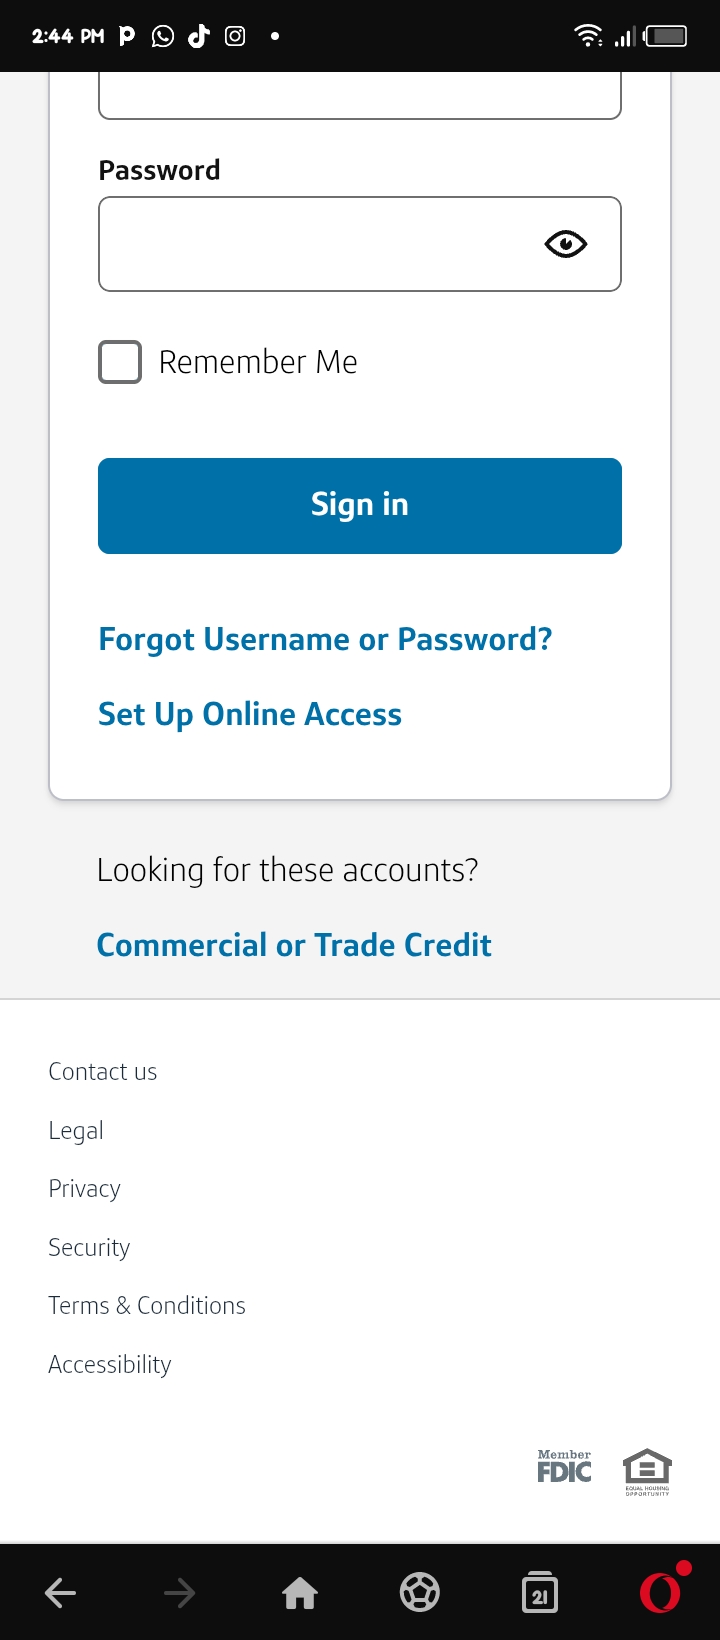 2:44 PM
Password
Remember Me
Sign in
Forgot Username or Password?
Set Up Online Access
Looking for these accounts?
Commercial or Trade Credit
Contact us
Legal
Privacy
Security
Terms & Conditions
Accessibility
Member
FDIC
EQUAL HOUSING
OPPORTUNITY
21